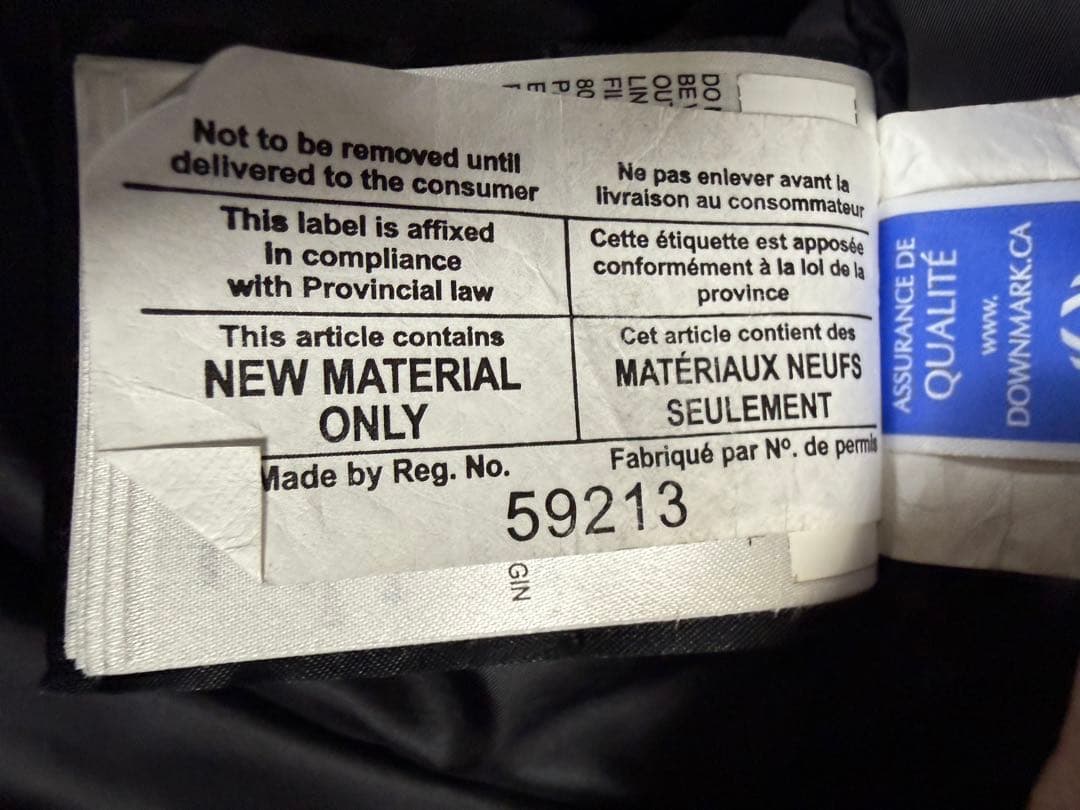 Not to be removed until
delivered to the consumer
Ne pas enlever avant la
livraison au consommateur
This label is affixed
in compliance
with Provincial law
Cette étiquette est apposée
conformément à la loi de la
province
This article contains
NEW MATERIAL
ONLY
Cet article contient des
MATÉRIAUX NEUFS
SEULEMENT
Made by Reg. No.
Fabriqué par Nº. de permis
59213
GIN
ASSURANCE DE
QUALITÉ
www.
DOWNMARK.CA